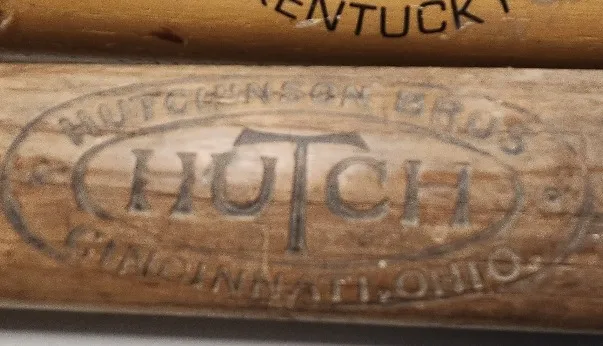 KENTUCKY
HUTCHINSON BROS
HUTCH
CINCINNATI, OHIO.